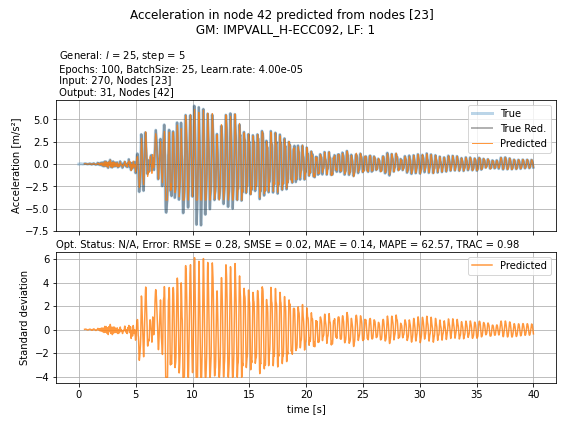 Acceleration in node 42 predicted from nodes [23]
GM: IMPVALL_H-ECC092, LF: 1
General: l = 25, step = 5
Epochs: 100, BatchSize: 25, Learn.rate: 4.00e-05
Input: 270, Nodes [23]
Output: 31, Nodes [42]
True
True Red.
Predicted
Acceleration [m/s²]
5.0
2.5
0.0
−2.5
−5.0
−7.5
Opt. Status: N/A, Error: RMSE = 0.28, SMSE = 0.02, MAE = 0.14, MAPE = 62.57, TRAC = 0.98
Predicted
Standard deviation
6
4
2
0
−2
−4
0 5 10 15 20 25 30 35 40
time [s]